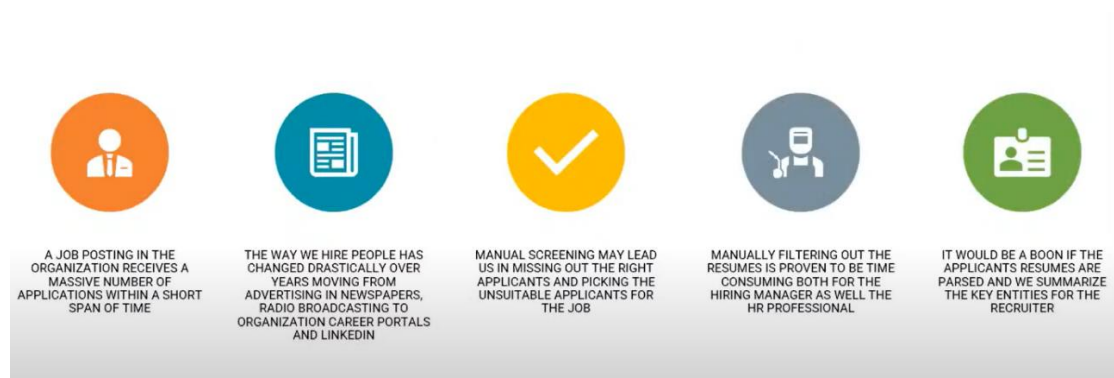 A JOB POSTING IN THE
ORGANIZATION RECEIVES A
MASSIVE NUMBER OF
APPLICATIONS WITHIN A SHORT
SPAN OF TIME
THE WAY WE HIRE PEOPLE HAS
CHANGED DRASTICALLY OVER
YEARS MOVING FROM
ADVERTISING IN NEWSPAPERS,
RADIO BROADCASTING TO
ORGANIZATION CAREER PORTALS
AND LINKEDIN
MANUAL SCREENING MAY LEAD
US IN MISSING OUT THE RIGHT
APPLICANTS AND PICKING THE
UNSUITABLE APPLICANTS FOR
THE JOB
MANUALLY FILTERING OUT THE
RESUMES IS PROVEN TO BE TIME
CONSUMING BOTH FOR THE
HIRING MANAGER AS WELL THE
HR PROFESSIONAL
IT WOULD BE A BOON IF THE
APPLICANTS RESUMES ARE
PARSED AND WE SUMMARIZE
THE KEY ENTITIES FOR THE
RECRUITER